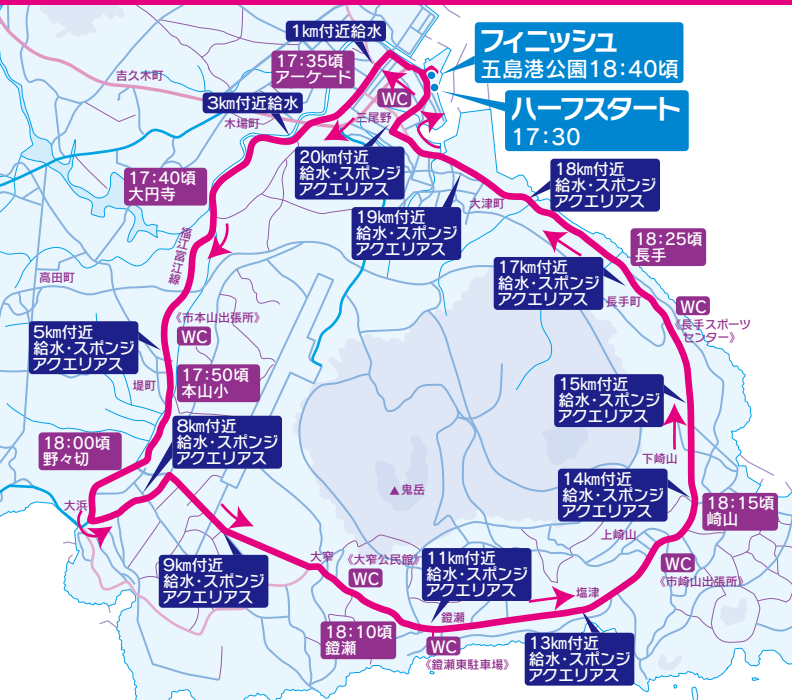 1km付近給水
フィニッシュ
五島港公園18:40頃
17:35頃
アーケード
吉久木町
WC
ハーフスタート
17:30
3km付近給水
木場町
三尾野
20km付近
給水・スポンジ
アクエリアス
18km付近
給水・スポンジ
アクエリアス
17:40頃
大円寺
大津町
19km付近
給水・スポンジ
アクエリアス
福江富江線
18:25頃
長手
高田町
17km付近
給水・スポンジ
アクエリアス
長手町
WC
《長手スポーツ
センター》
《市本山出張所》
WC
5km付近
給水・スポンジ
アクエリアス
17:50頃
本山小
堤町
15km付近
給水・スポンジ
アクエリアス
8km付近
給水・スポンジ
アクエリアス
18:00頃
野々切
下崎山
14km付近
給水・スポンジ
アクエリアス
▲鬼岳
大浜
18:15頃
崎山
上崎山
9km付近
給水・スポンジ
アクエリアス
大窄
《大窄公民館》
WC
11km付近
給水・スポンジ
アクエリアス
WC
《市崎山出張所》
塩津
鐙瀬
18:10頃
鐙瀬
WC
《鐙瀬東駐車場》
13km付近
給水・スポンジ
アクエリアス